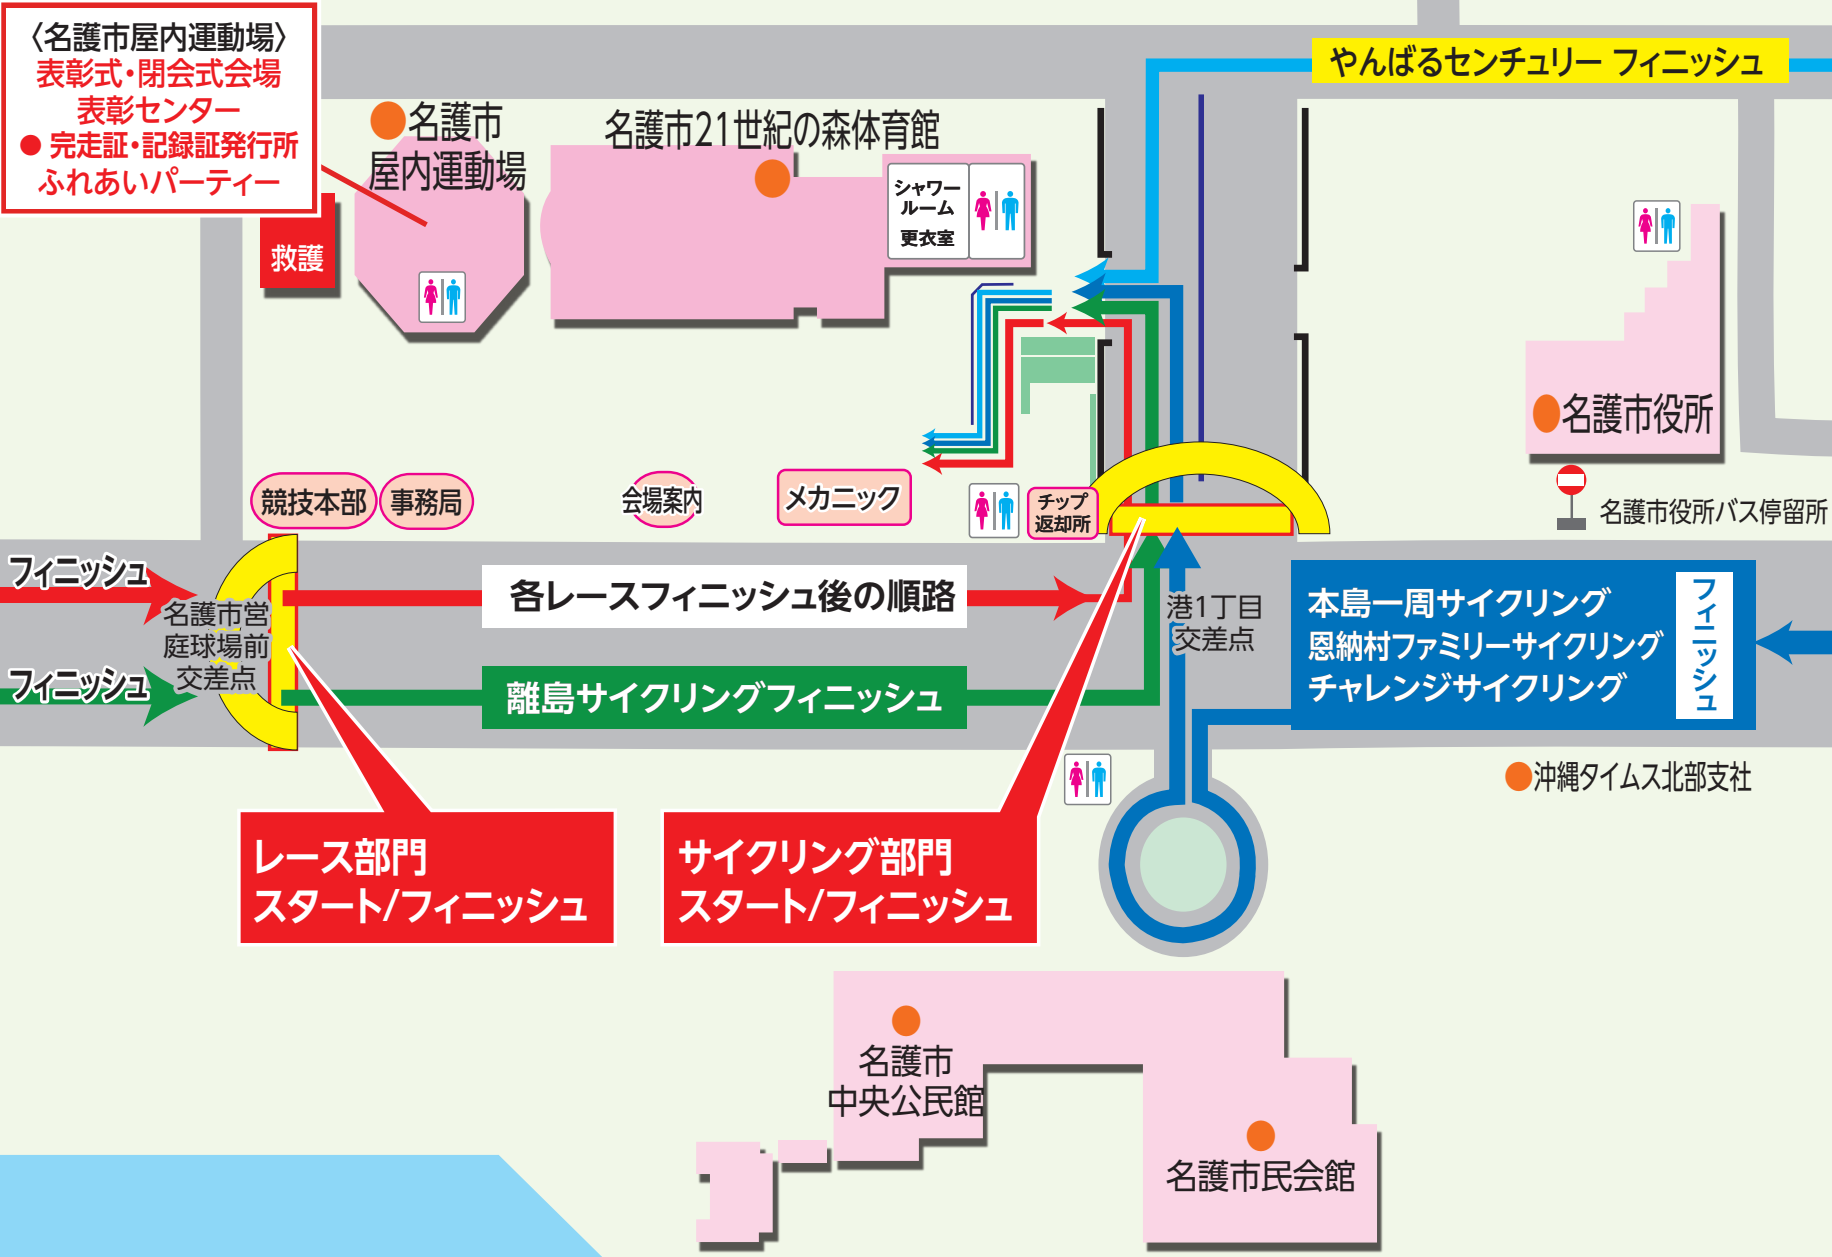 〈名護市屋内運動場〉
表彰式・閉会式会場
表彰センター
● 完走証・記録証発行所
ふれあいパーティー
やんばるセンチュリー フィニッシュ
名護市
屋内運動場
名護市21世紀の森体育館
シャワー
ルーム
更衣室
救護
名護市役所
名護市役所バス停留所
競技本部
事務局
会場案内
メカニック
チップ
返却所
フィニッシュ
フィニッシュ
名護市営
庭球場前
交差点
各レースフィニッシュ後の順路
離島サイクリングフィニッシュ
港1丁目
交差点
本島一周サイクリング
恩納村ファミリーサイクリング
チャレンジサイクリング
フィニッシュ
沖縄タイムス北部支社
レース部門
スタート/フィニッシュ
サイクリング部門
スタート/フィニッシュ
名護市
中央公民館
名護市民会館